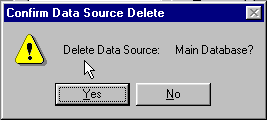 Confirm Data Source Delete
Delete Data Source: Main Database?
Yes No